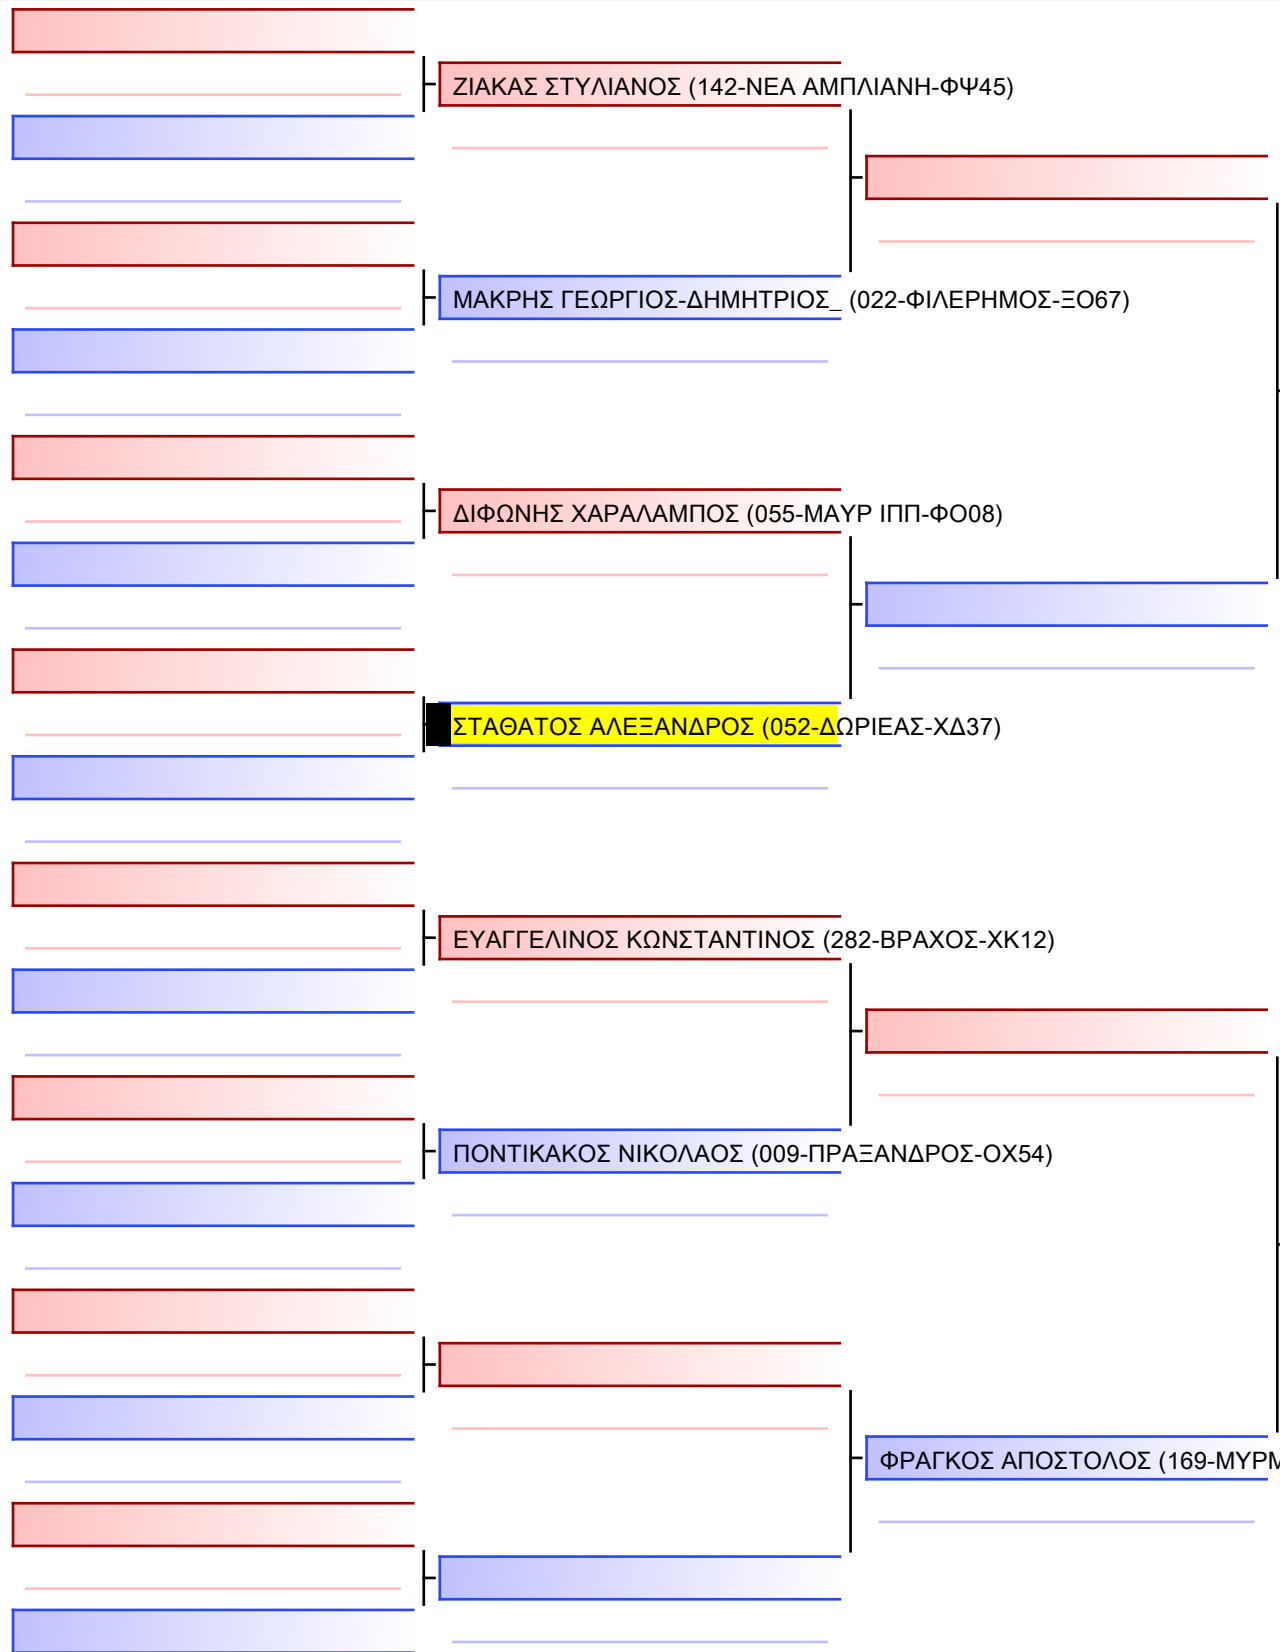 ΖΙΑΚΑΣ ΣΤΥΛΙΑΝΟΣ (142-ΝΕΑ ΑΜΠΛΙΑΝΗ-ΦΨ45)
ΜΑΚΡΗΣ ΓΕΩΡΓΙΟΣ-ΔΗΜΗΤΡΙΟΣ_ (022-ΦΙΛΕΡΗΜΟΣ-ΞΟ67)
ΔΙΦΩΝΗΣ ΧΑΡΑΛΑΜΠΟΣ (055-ΜΑΥΡ ΙΠΠ-ΦΟ08)
ΣΤΑΘΑΤΟΣ ΑΛΕΞΑΝΔΡΟΣ (052-ΔΩΡΙΕΑΣ-ΧΔ37)
ΕΥΑΓΓΕΛΙΝΟΣ ΚΩΝΣΤΑΝΤΙΝΟΣ (282-ΒΡΑΧΟΣ-ΧΚ12)
ΠΟΝΤΙΚΑΚΟΣ ΝΙΚΟΛΑΟΣ (009-ΠΡΑΞΑΝΔΡΟΣ-ΟΧ54)
ΦΡΑΓΚΟΣ ΑΠΟΣΤΟΛΟΣ (169-ΜΥΡΜ